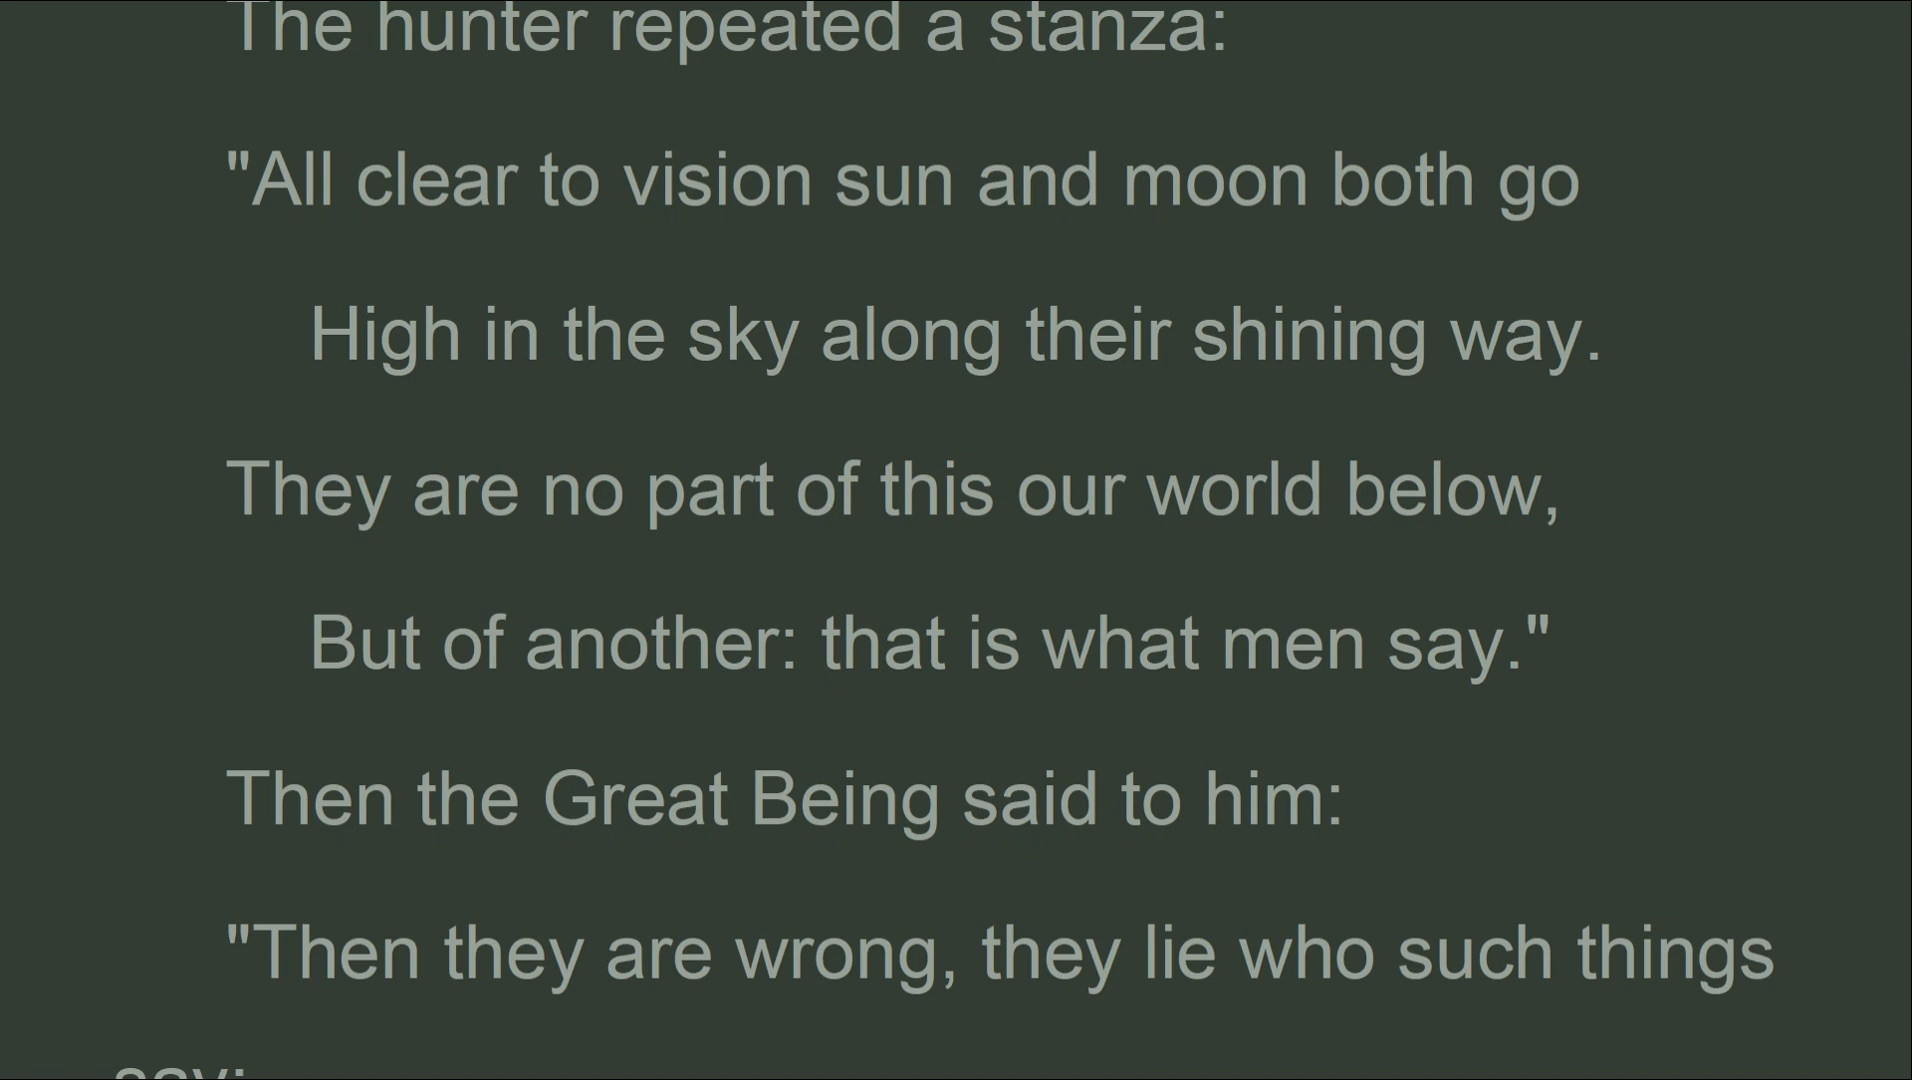 The hunter repeated a stanza:
"All clear to vision sun and moon both go
High in the sky along their shining way.
They are no part of this our world below,
But of another: that is what men say."
Then the Great Being said to him:
"Then they are wrong, they lie who such things
say;